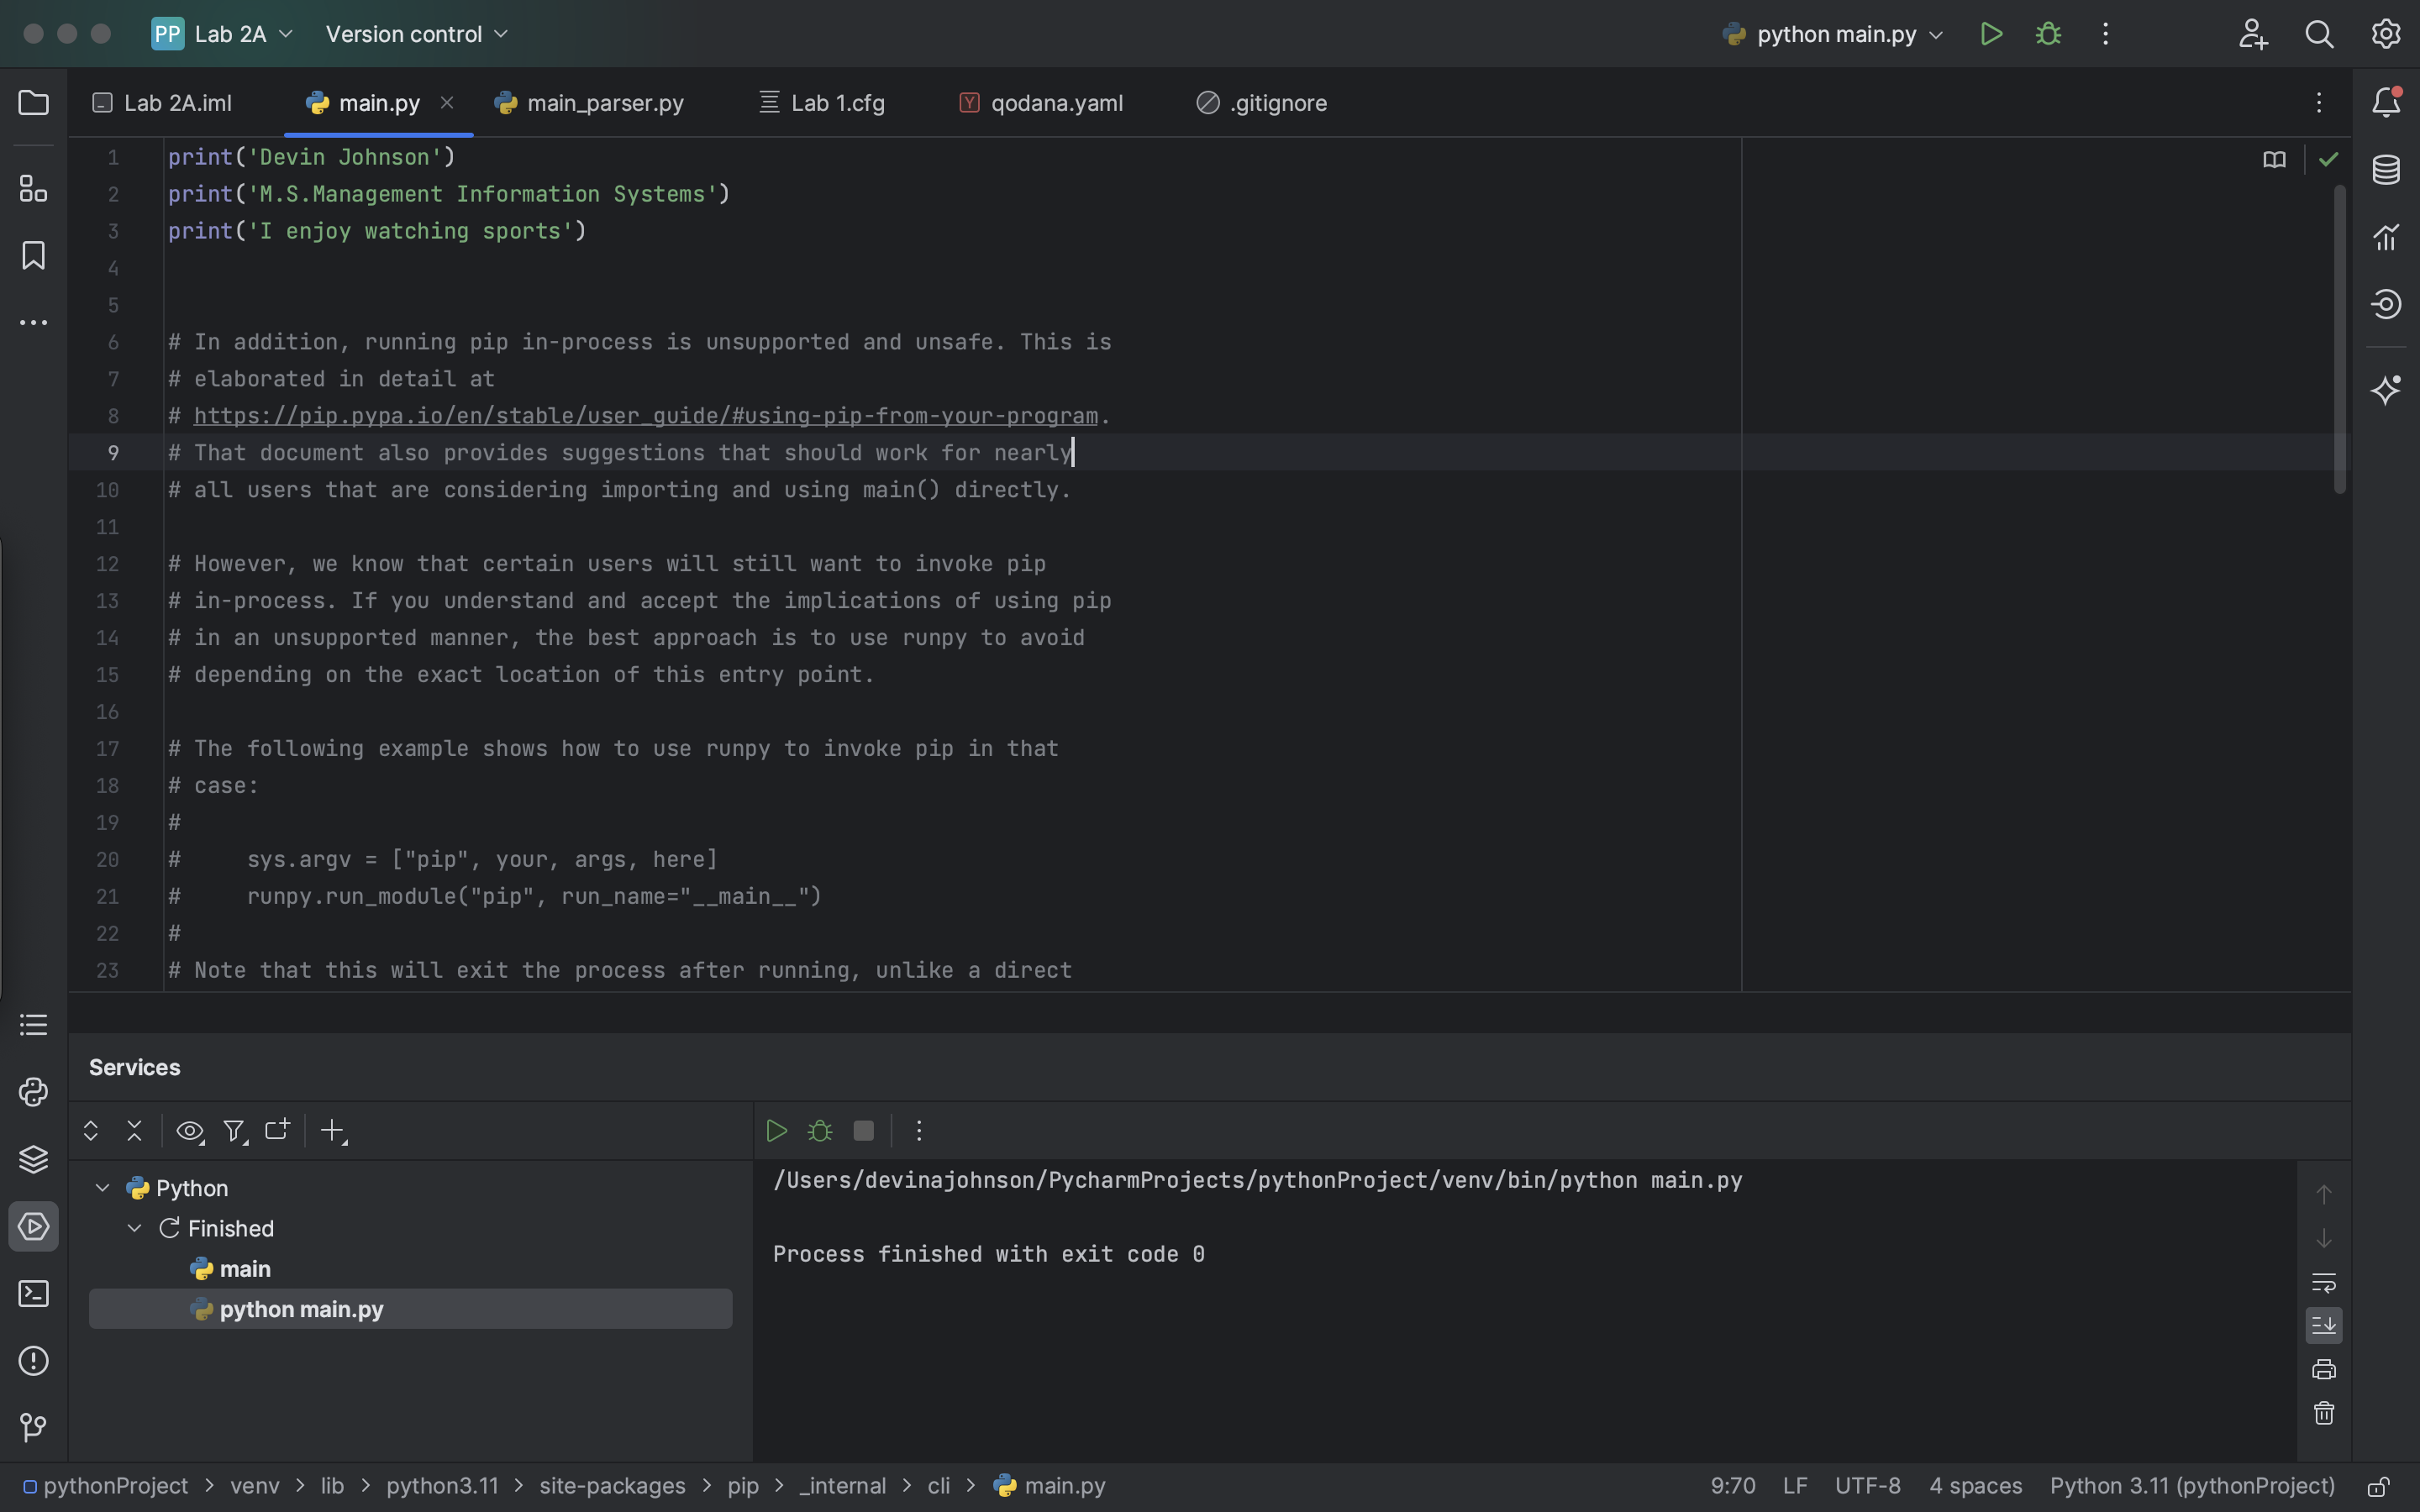 PP Lab 2A Version control python main.py
Lab 2A.iml main.py main_parser.py Lab 1.cfg Y qodana.yaml .gitignore
1 print('Devin Johnson')
2 print('M.S.Management Information Systems')
3 print('I enjoy watching sports')
4
5
6 # In addition, running pip in-process is unsupported and unsafe. This is
7 # elaborated in detail at
8 # https://pip.pypa.io/en/stable/user_guide/#using-pip-from-your-program.
9 # That document also provides suggestions that should work for nearly
10 # all users that are considering importing and using main() directly.
11
12 # However, we know that certain users will still want to invoke pip
13 # in-process. If you understand and accept the implications of using pip
14 # in an unsupported manner, the best approach is to use runpy to avoid
15 # depending on the exact location of this entry point.
16
17 # The following example shows how to use runpy to invoke pip in that
18 # case:
19 #
20 #     sys.argv = ["pip", your, args, here]
21 #     runpy.run_module("pip", run_name="__main__")
22 #
23 # Note that this will exit the process after running, unlike a direct
Services
Python
Finished
main
python main.py
/Users/devinajohnson/PycharmProjects/pythonProject/venv/bin/python main.py
Process finished with exit code 0
pythonProject > venv > lib > python3.11 > site-packages > pip > _internal > cli > main.py 9:70 LF UTF-8 4 spaces Python 3.11 (pythonProject)